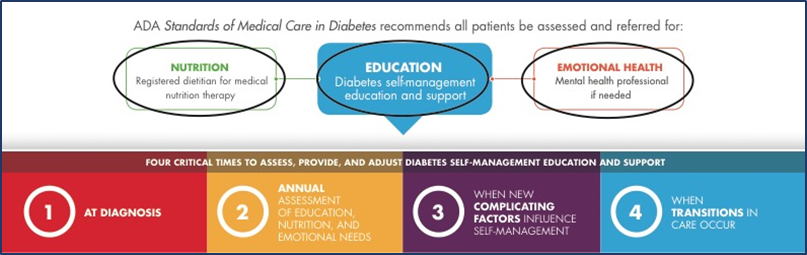 ADA Standards of Medical Care in Diabetes recommends all patients be assessed and referred for:
NUTRITION
Registered dietitian for medical
nutrition therapy
EDUCATION
Diabetes self-management
education and support
EMOTIONAL HEALTH
Mental health professional
if needed
FOUR CRITICAL TIMES TO ASSESS, PROVIDE, AND ADJUST DIABETES SELF-MANAGEMENT EDUCATION AND SUPPORT
1
AT DIAGNOSIS
2
ANNUAL
ASSESSMENT
OF EDUCATION,
NUTRITION, AND
EMOTIONAL NEEDS
3
WHEN NEW
COMPLICATING
FACTORS INFLUENCE
SELF-MANAGEMENT
4
WHEN
TRANSITIONS IN
CARE OCCUR